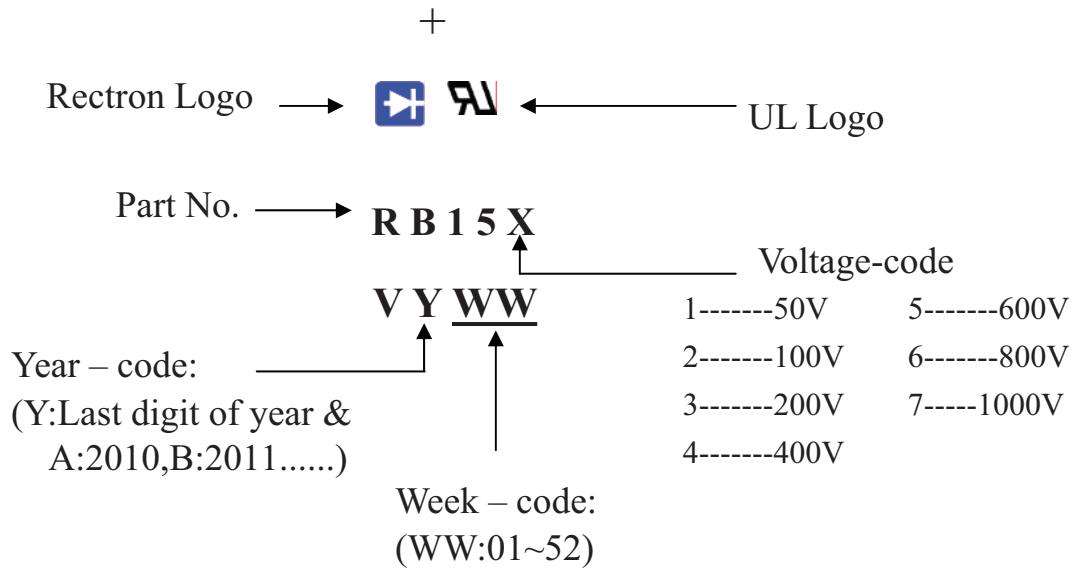 +
Rectron Logo
UL Logo
Part No.
R B 1 5 X
Voltage-code
V Y WW
1-------50V 5-------600V
2-------100V 6-------800V
3-------200V 7-----1000V
4-------400V
Year – code:
(Y:Last digit of year &
A:2010,B:2011......)
Week – code:
(WW:01~52)